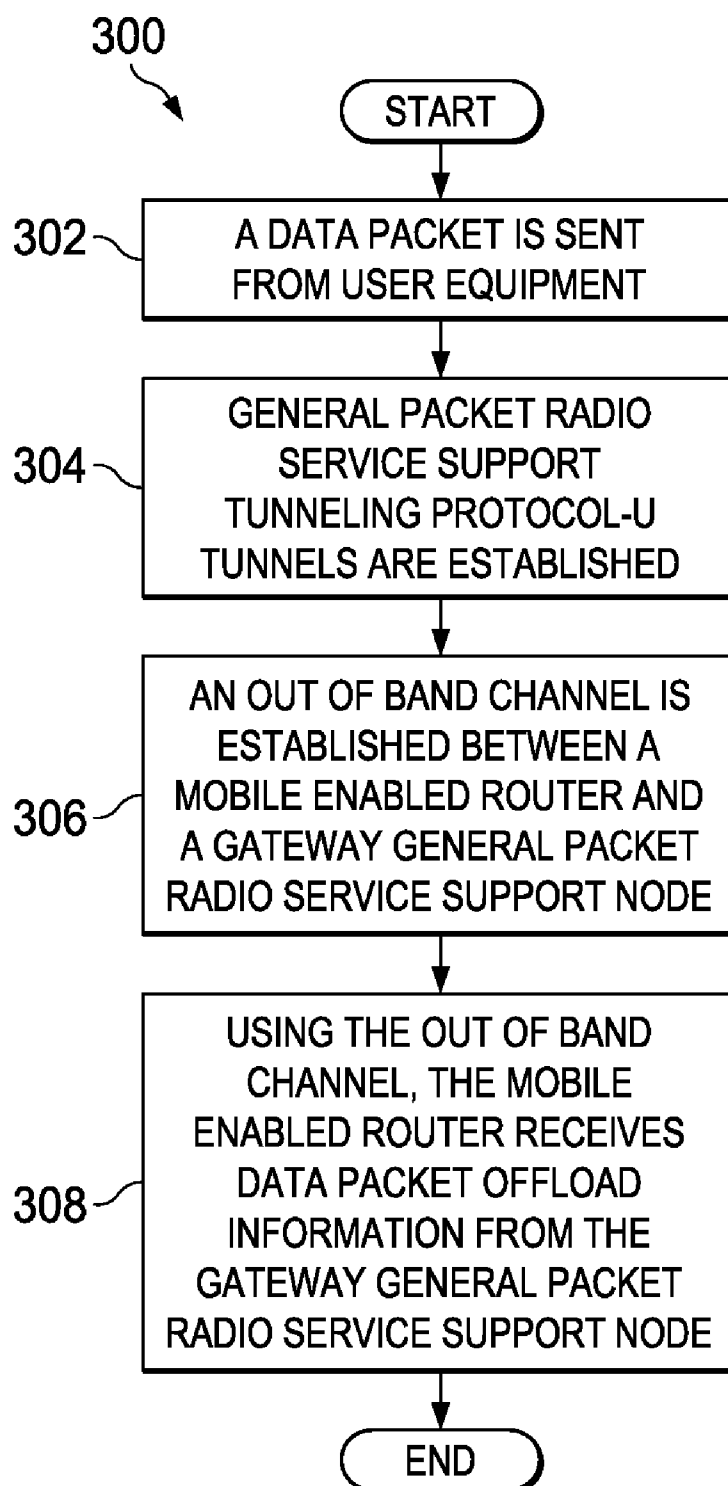 300
START
302
A DATA PACKET IS SENT
FROM USER EQUIPMENT
304
GENERAL PACKET RADIO
SERVICE SUPPORT
TUNNELING PROTOCOL-U
TUNNELS ARE ESTABLISHED
306
AN OUT OF BAND CHANNEL IS
ESTABLISHED BETWEEN A
MOBILE ENABLED ROUTER AND
A GATEWAY GENERAL PACKET
RADIO SERVICE SUPPORT NODE
308
USING THE OUT OF BAND
CHANNEL, THE MOBILE
ENABLED ROUTER RECEIVES
DATA PACKET OFFLOAD
INFORMATION FROM THE
GATEWAY GENERAL PACKET
RADIO SERVICE SUPPORT NODE
END